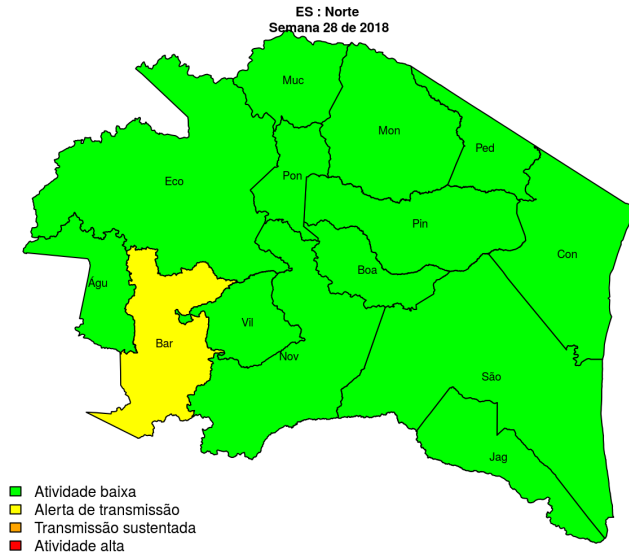 ES : Norte
Semana 28 de 2018
Muc
Mon
Ped
Eco
Pon
Pin
Con
Boa
Águ
Vil
Bar
Nov
São
Jag
Atividade baixa
Alerta de transmissão
Transmissão sustentada
Atividade alta